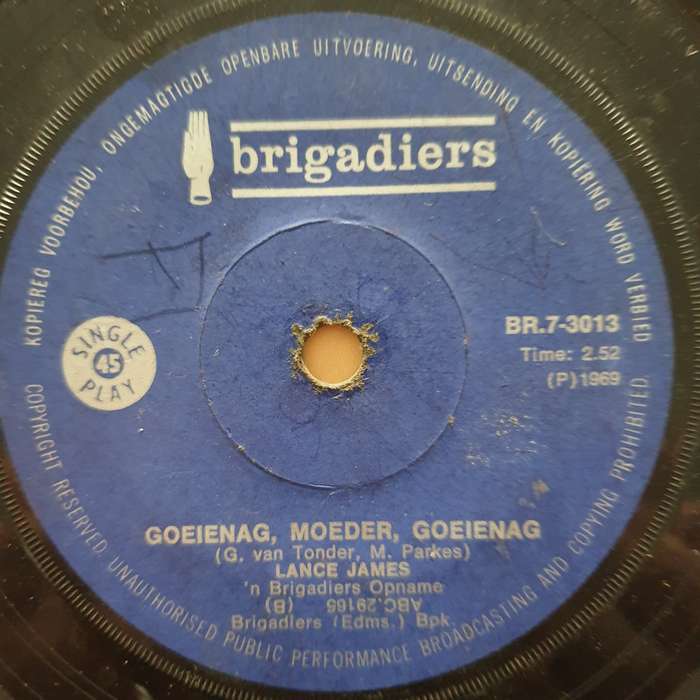 KOPIEREG VOORBEHOU, ONGEMAGTIGDE OPENBARE UITVOERING, UITSENDING EN KOPIERING WORD VERBIED
brigadiers
BR.7-3013
Time: 2.52
(P)1969
SINGLE
45
PLAY
GOEIENAG, MOEDER, GOEIENAG
(G. van Tonder, M. Parkes)
LANCE JAMES
'n Brigadiers Opname
ABC.29166 (B)
Brigadiers (Edms.) Bpk.
COPYRIGHT RESERVED UNAUTHORISED PUBLIC PERFORMANCE BROADCASTING AND COPYING PROHIBITED